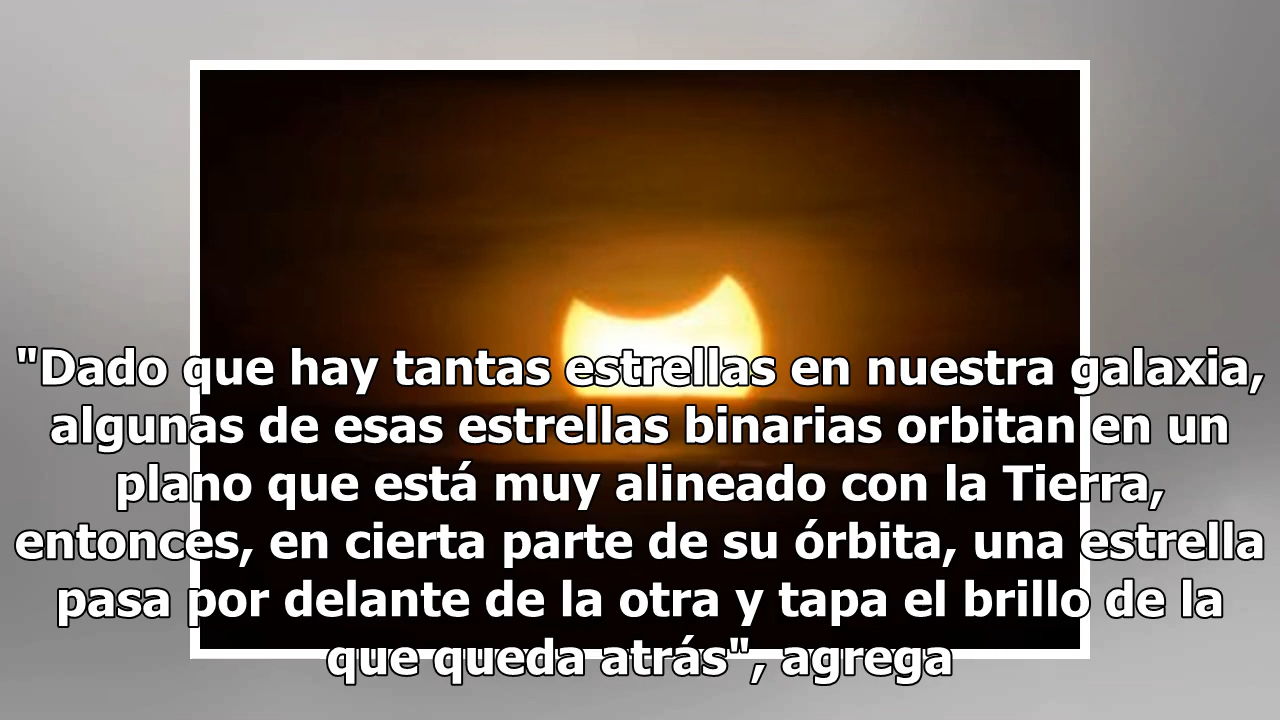 "Dado que hay tantas estrellas en nuestra galaxia,
algunas de esas estrellas binarias orbitan en un
plano que está muy alineado con la Tierra,
entonces, en cierta parte de su órbita, una estrella
pasa por delante de la otra y tapa el brillo de la
que queda atrás", agrega